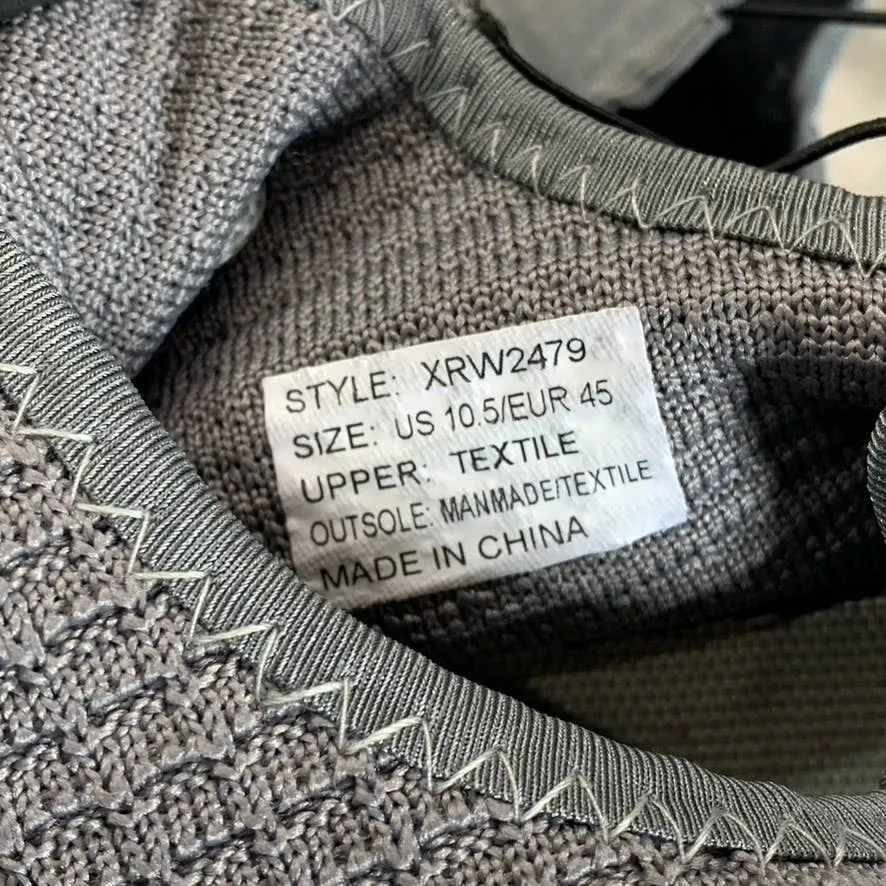 STYLE: XRW2479
SIZE: US 10.5/EUR 45
UPPER: TEXTILE
OUTSOLE: MANMADE/TEXTILE
MADE IN CHINA